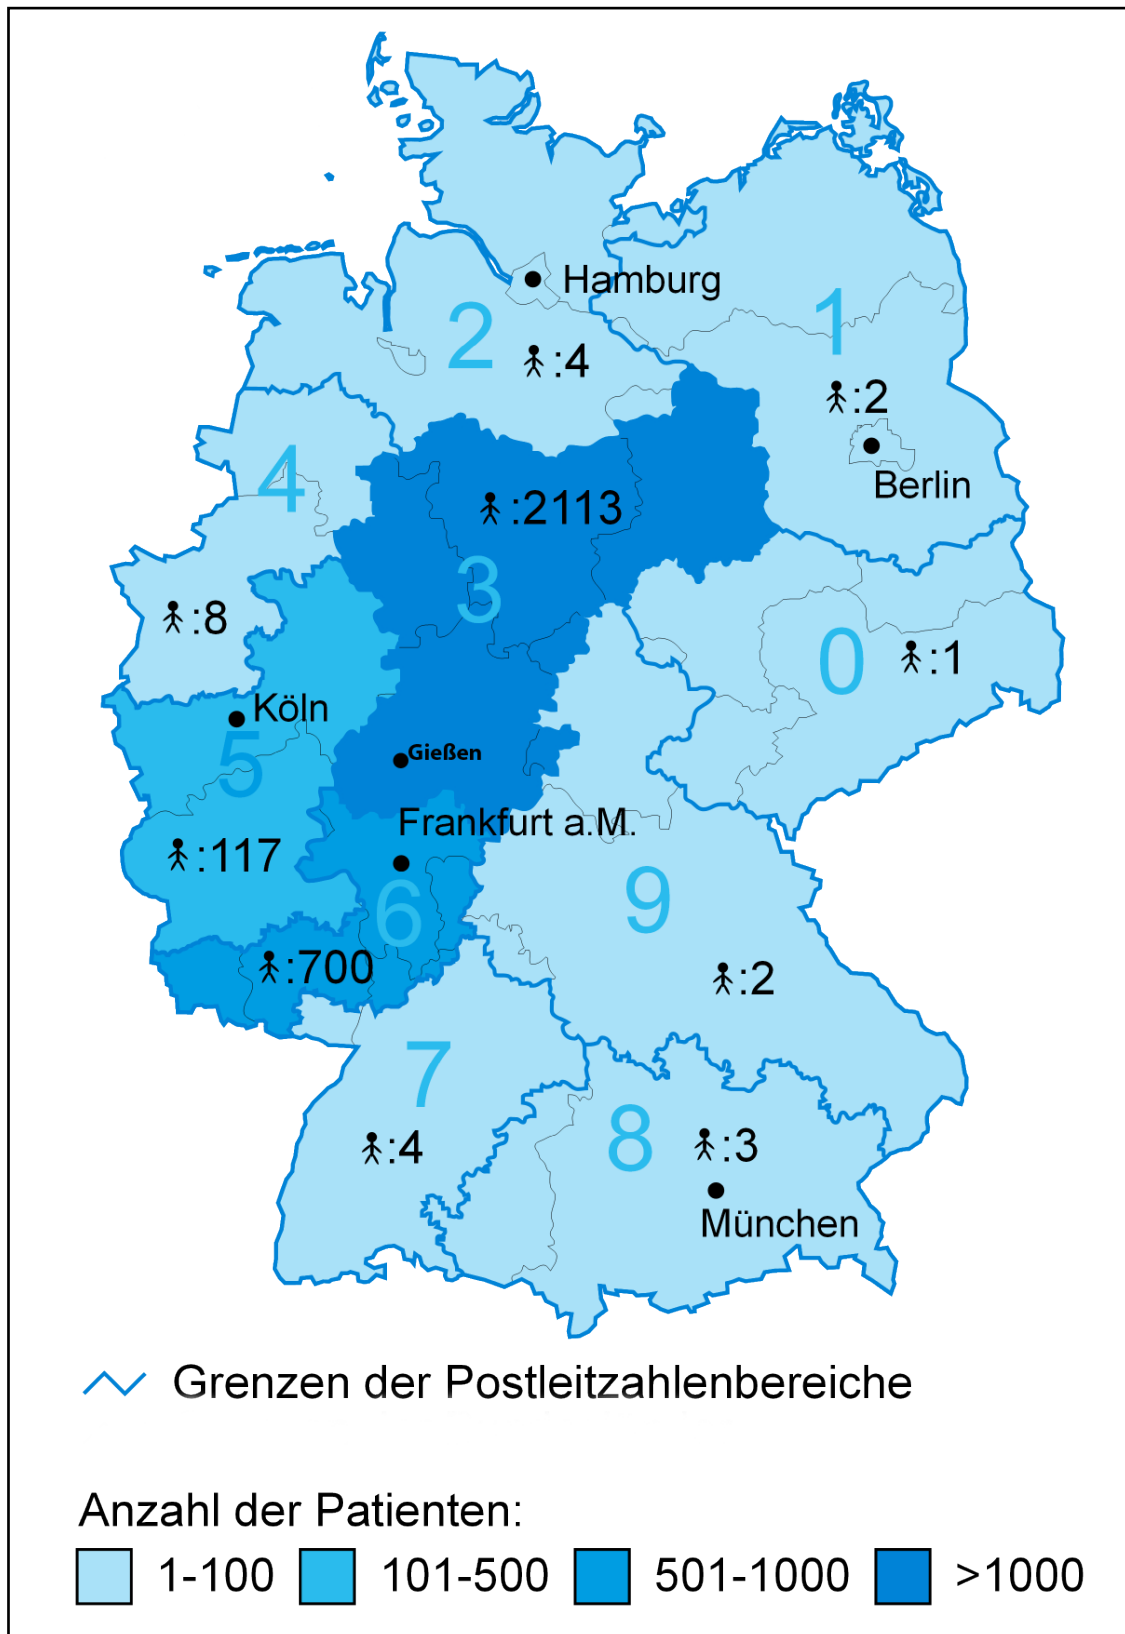 Hamburg
2
1
:4
:2
4
Berlin
:2113
3
:8
0
:1
Köln
5
Gießen
Frankfurt a.M.
:117
9
6
:700
:2
7
8
:4
:3
München
Grenzen der Postleitzahlenbereiche
Anzahl der Patienten:
1-100 101-500 501-1000 >1000